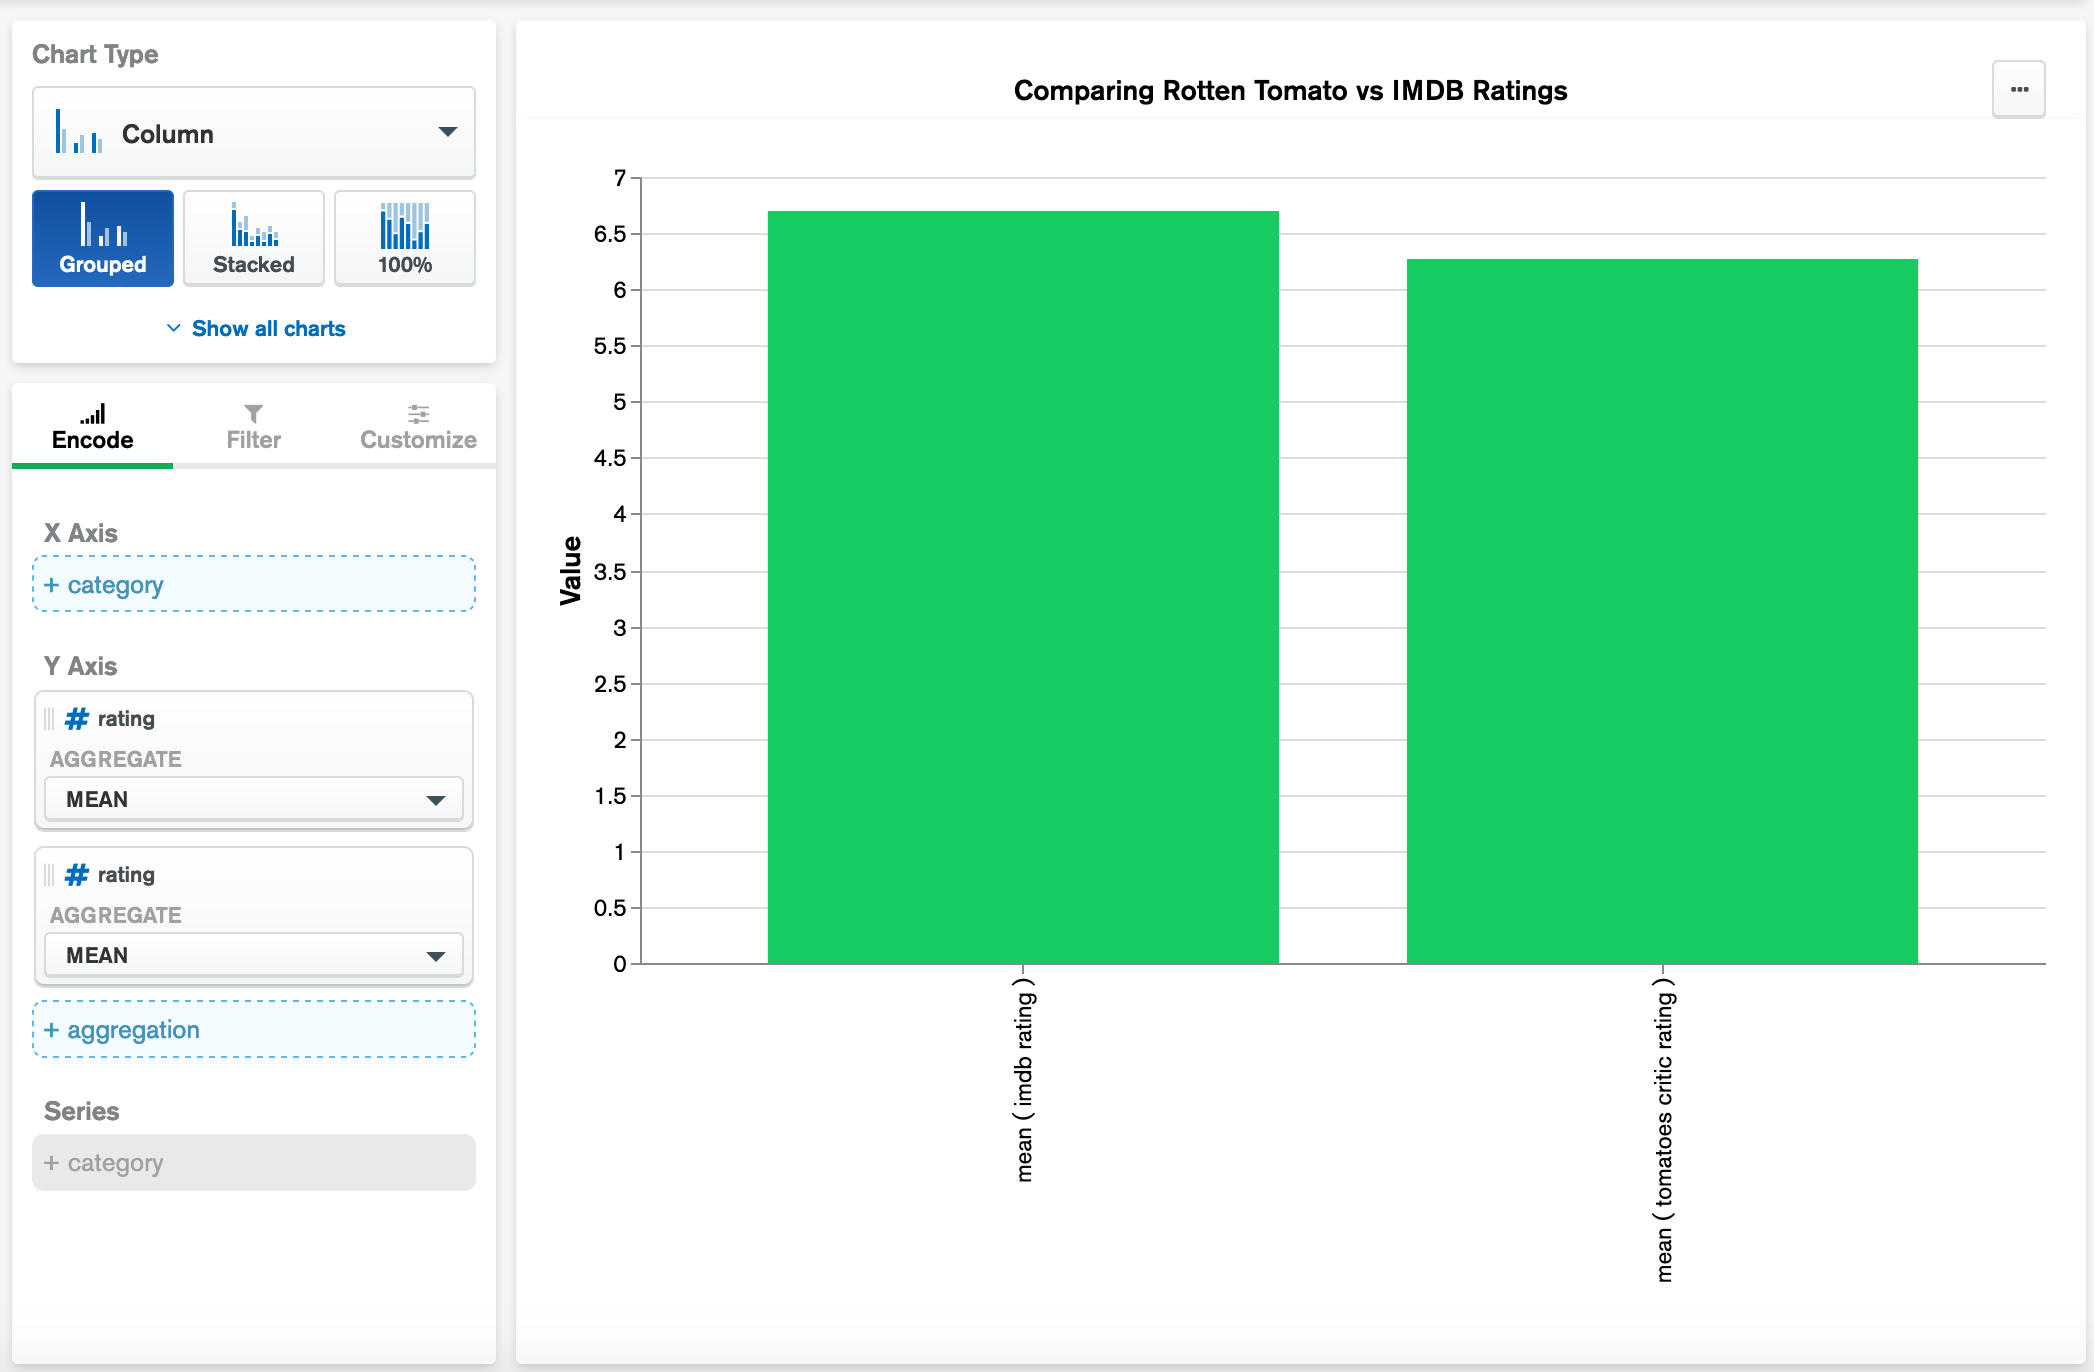 Chart Type
Column
Grouped
Stacked
100%
Show all charts
Encode
Filter
Customize
X Axis
+ category
Y Axis
# rating
AGGREGATE
MEAN
# rating
AGGREGATE
MEAN
+ aggregation
Series
+ category
Comparing Rotten Tomato vs IMDB Ratings
Value
7
6.5
6
5.5
5
4.5
4
3.5
3
2.5
2
1.5
1
0.5
0
mean ( imdb rating )
mean ( tomatoes critic rating )